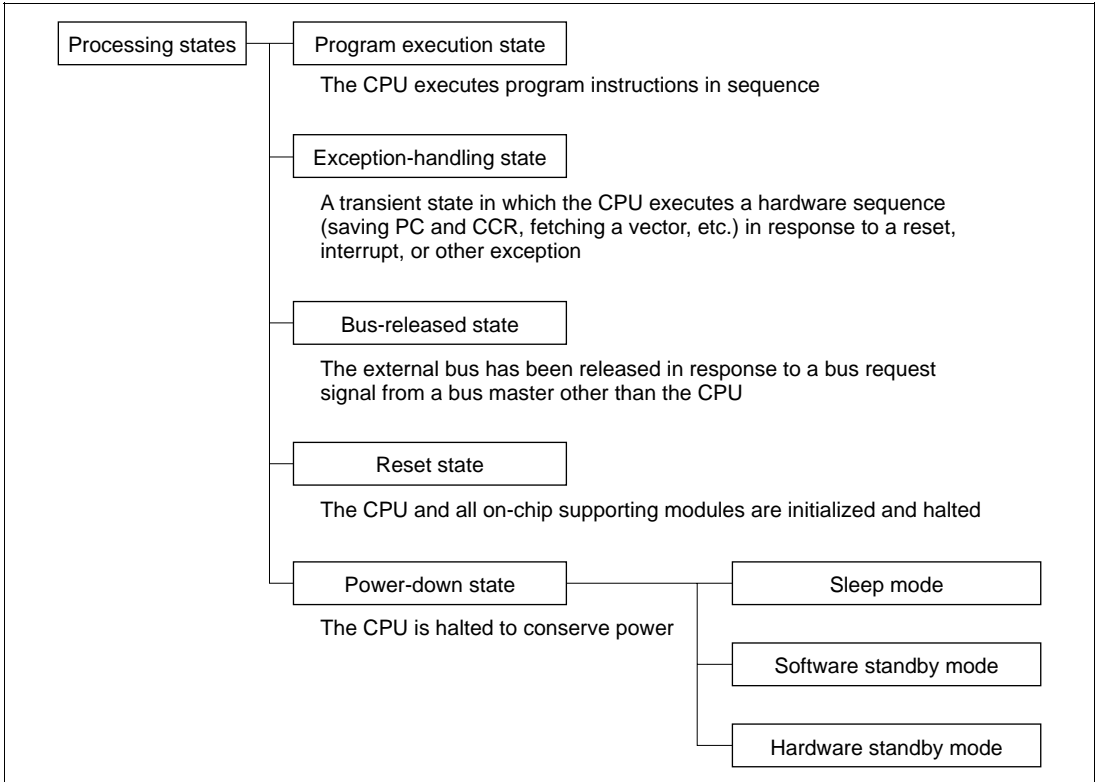 Processing states
Program execution state
The CPU executes program instructions in sequence
Exception-handling state
A transient state in which the CPU executes a hardware sequence
(saving PC and CCR, fetching a vector, etc.) in response to a reset,
interrupt, or other exception
Bus-released state
The external bus has been released in response to a bus request
signal from a bus master other than the CPU
Reset state
The CPU and all on-chip supporting modules are initialized and halted
Power-down state
The CPU is halted to conserve power
Sleep mode
Software standby mode
Hardware standby mode